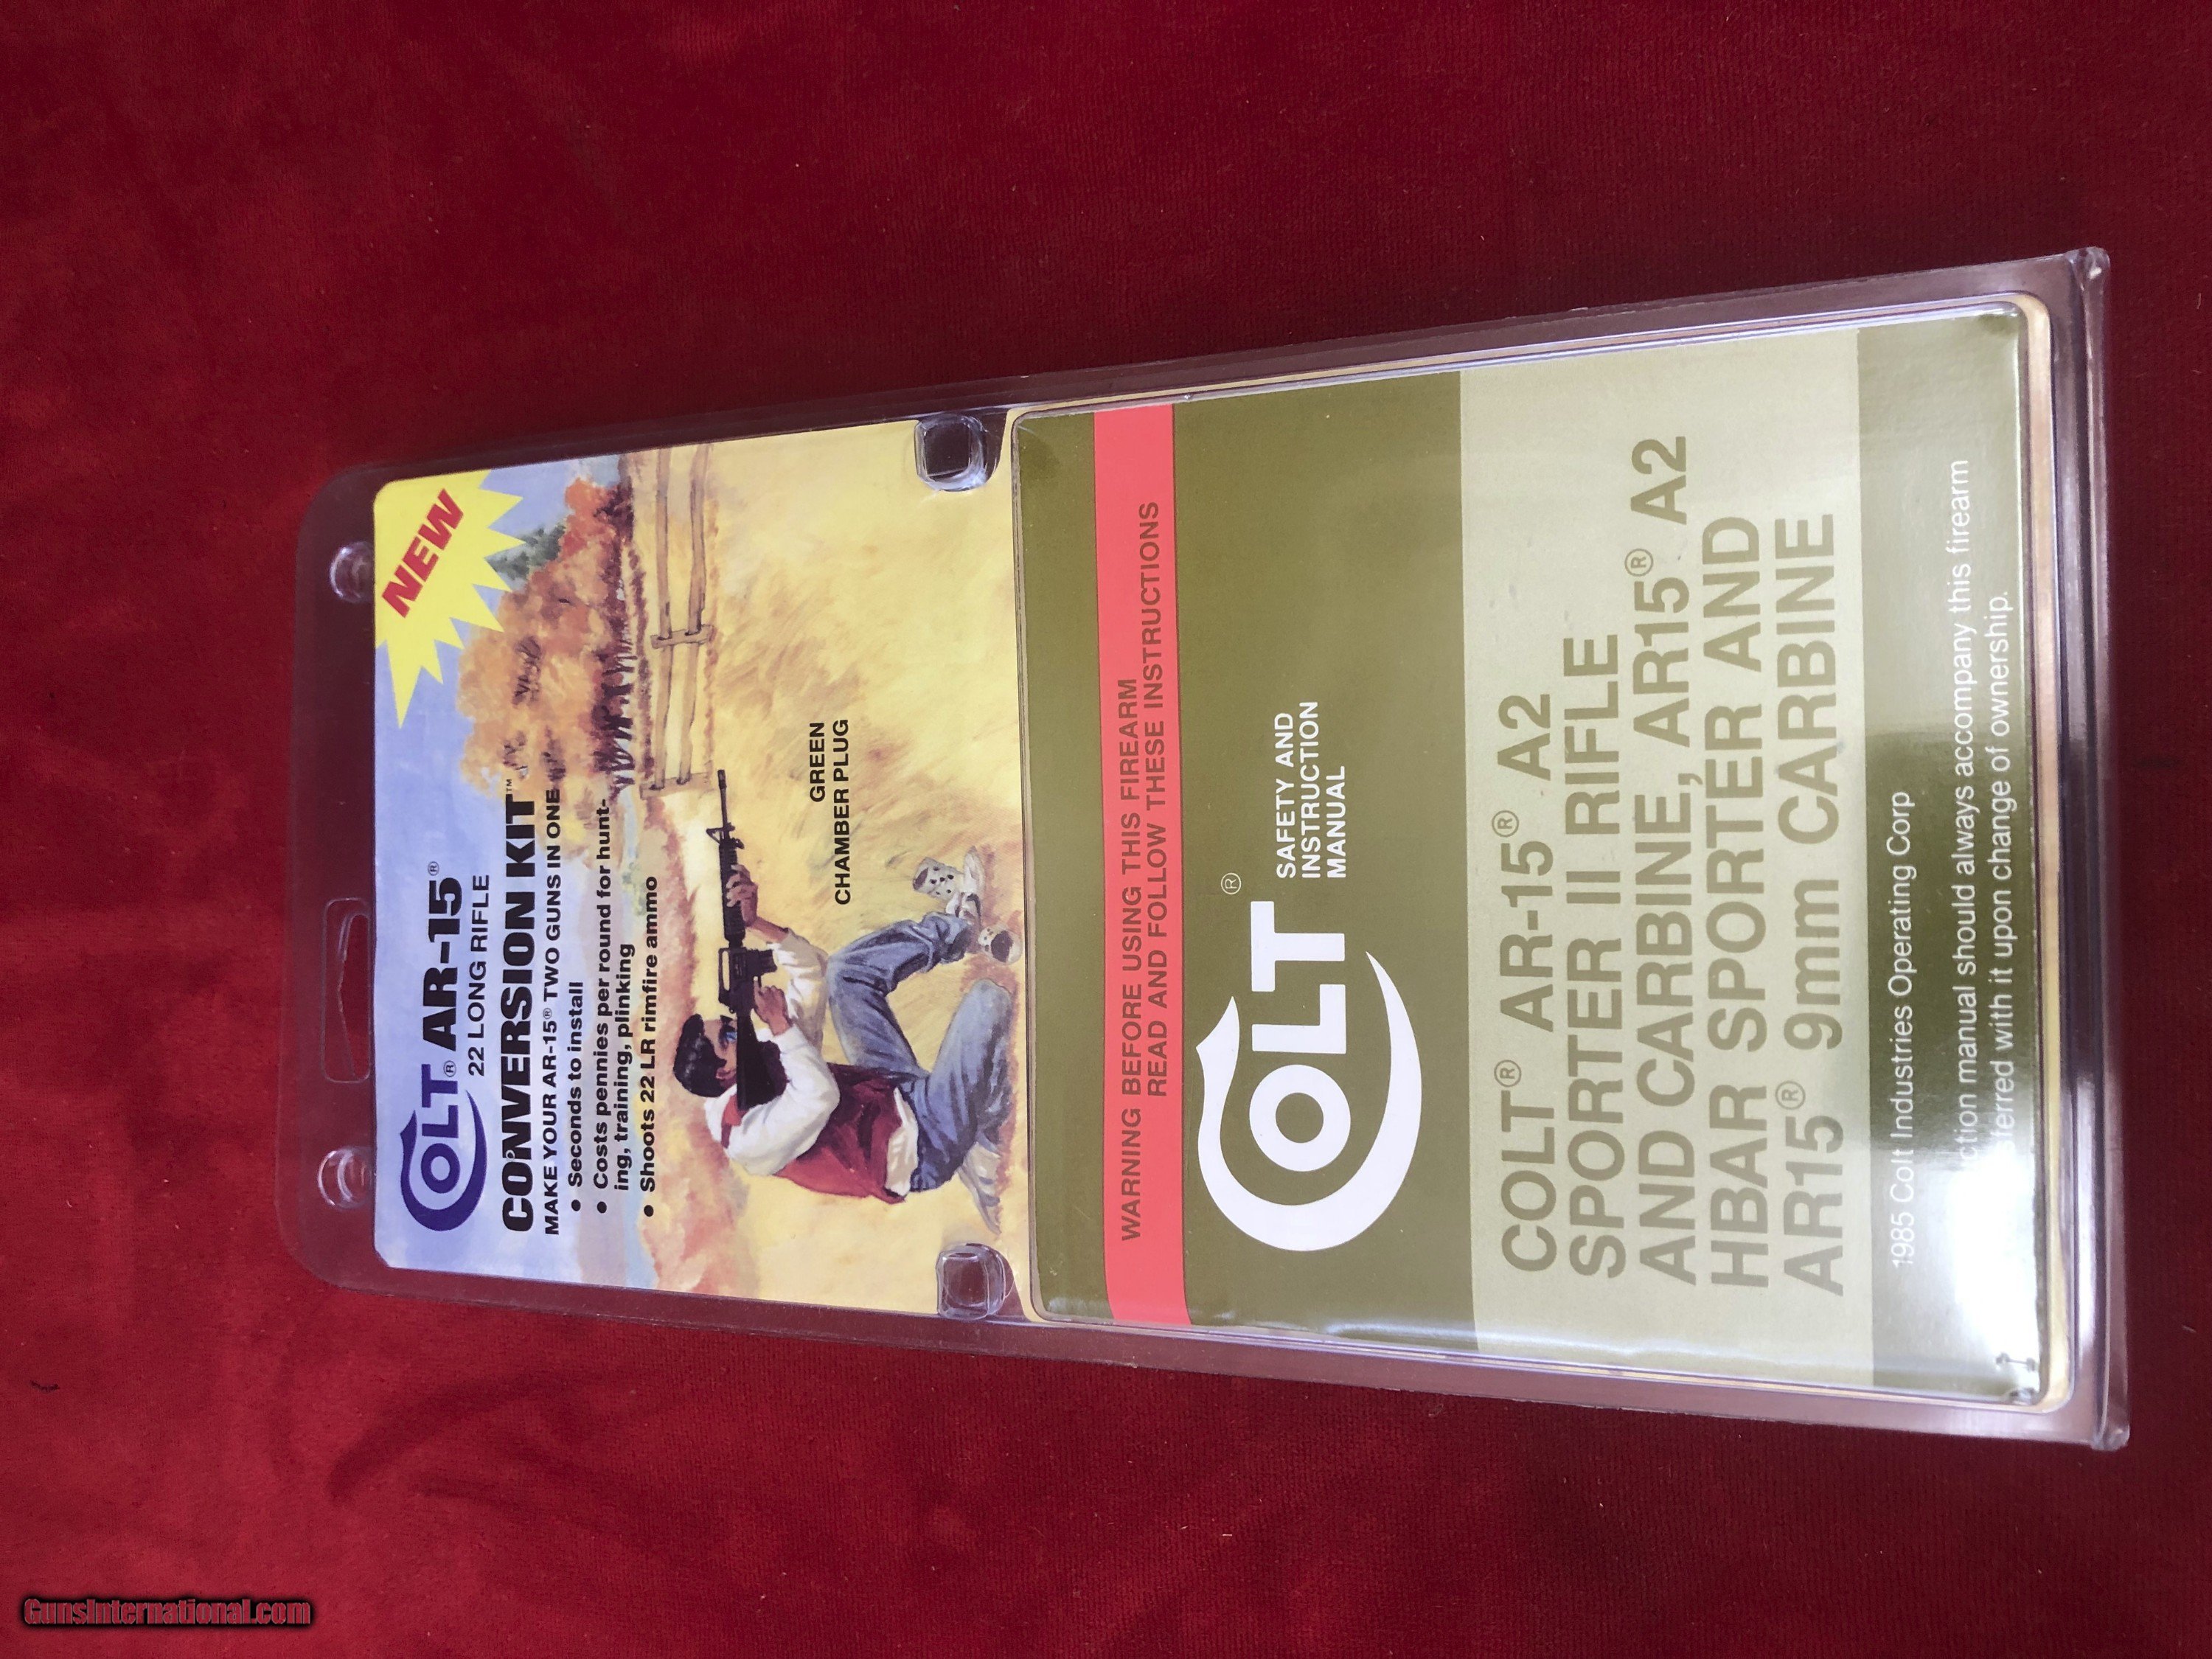 NEW
COLT® AR-15®
22 LONG RIFLE
CONVERSION KIT™
MAKE YOUR AR-15® TWO GUNS IN ONE
• Seconds to install
• Costs pennies per round for hunt-
ing, training, plinking
• Shoots 22 LR rimfire ammo
GREEN
CHAMBER PLUG
WARNING BEFORE USING THIS FIREARM
READ AND FOLLOW THESE INSTRUCTIONS
COLT®
SAFETY AND
INSTRUCTION
MANUAL
COLT® AR-15® A2
SPORTER II RIFLE
AND CARBINE, AR15® A2
HBAR SPORTER AND
AR15® 9mm CARBINE
1985 Colt Industries Operating Corp
manual should always accompany this firearm
with it upon change of ownership.
GunsInternational.com